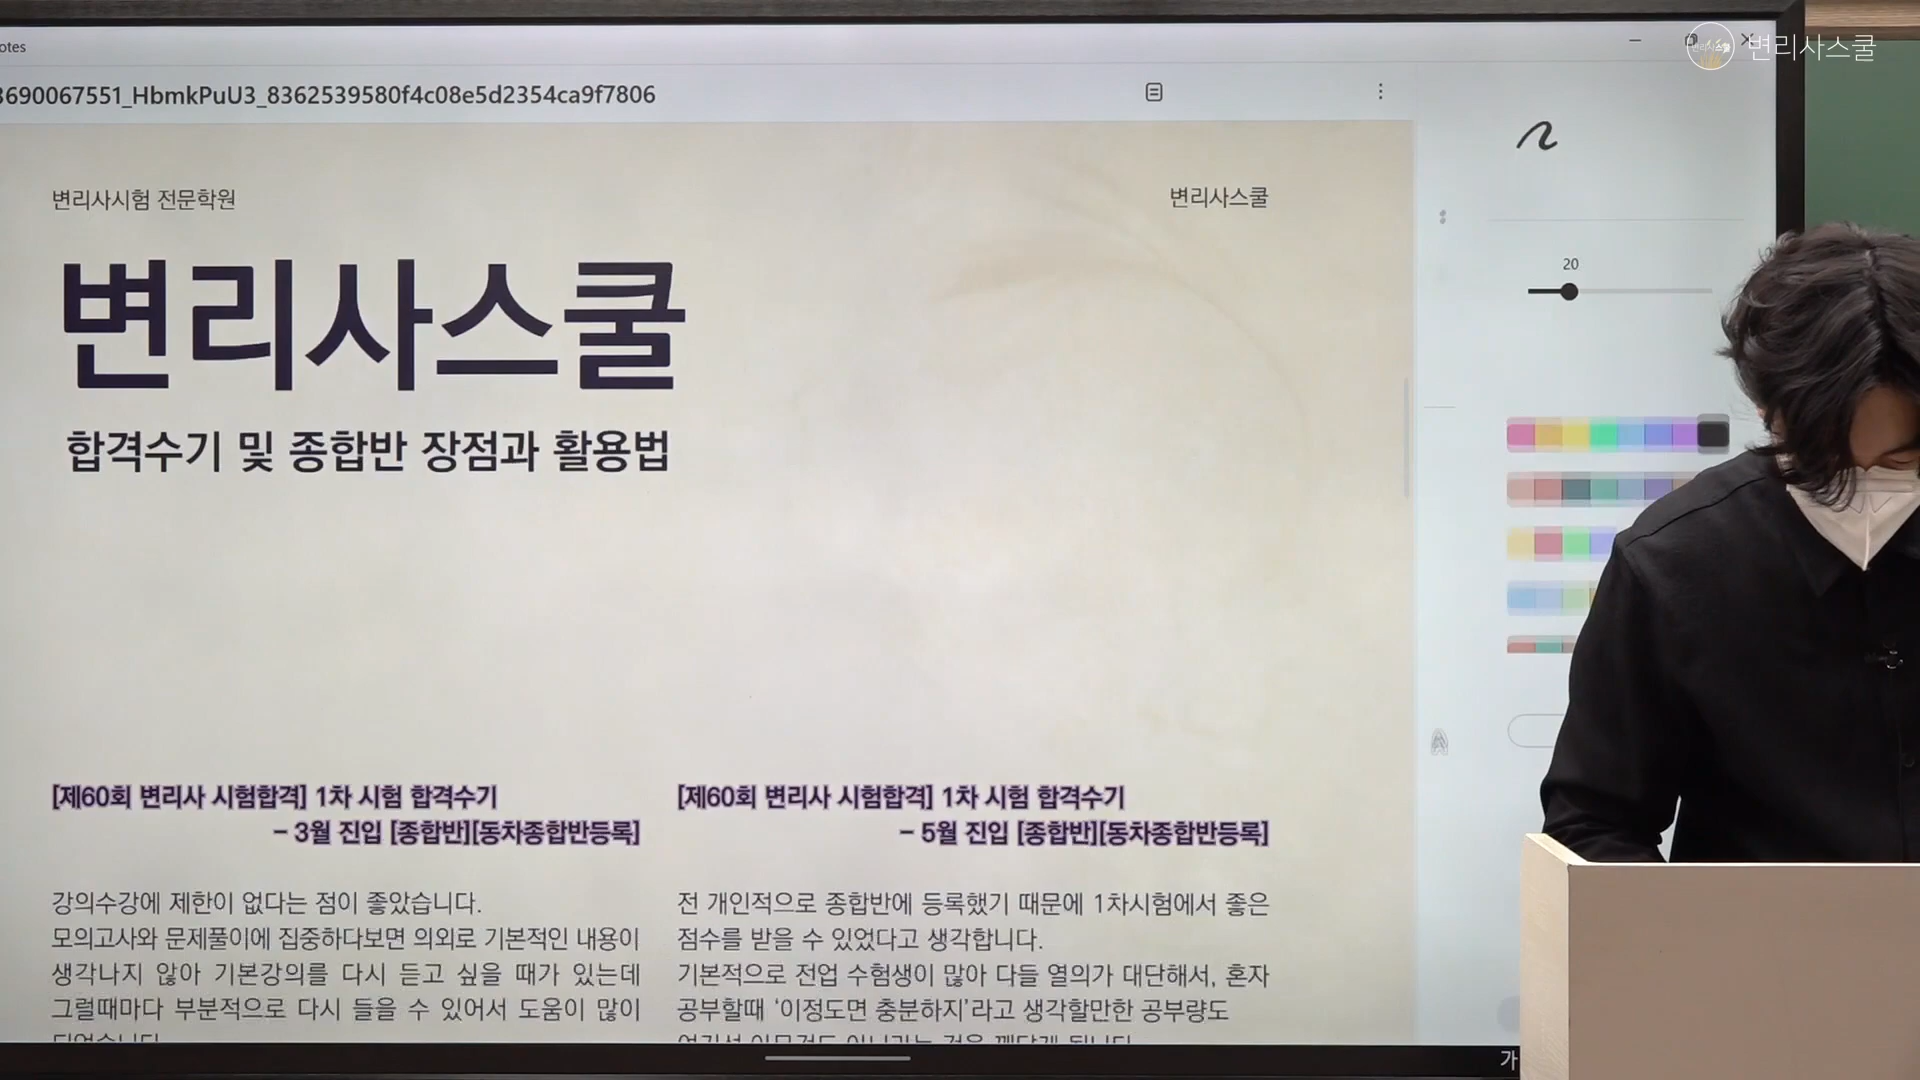 otes
변리사스쿨
3690067551_HbmkPuU3_8362539580f4c08e5d2354ca9f7806
변리사시험 전문학원
변리사스쿨
변리사스쿨
합격수기 및 종합반 장점과 활용법
20
[제60회 변리사 시험합격] 1차 시험 합격수기
- 3월 진입 [종합반][동차종합반등록]
강의수강에 제한이 없다는 점이 좋았습니다.
모의고사와 문제풀이에 집중하다보면 의외로 기본적인 내용이
생각나지 않아 기본강의를 다시 듣고 싶을 때가 있는데
그럴때마다 부분적으로 다시 들을 수 있어서 도움이 많이
[제60회 변리사 시험합격] 1차 시험 합격수기
- 5월 진입 [종합반][동차종합반등록]
전 개인적으로 종합반에 등록했기 때문에 1차시험에서 좋은
점수를 받을 수 있었다고 생각합니다.
기본적으로 전업 수험생이 많아 다들 열의가 대단해서, 혼자
공부할때 ‘이정도면 충분하지’라고 생각할만한 공부량도
가